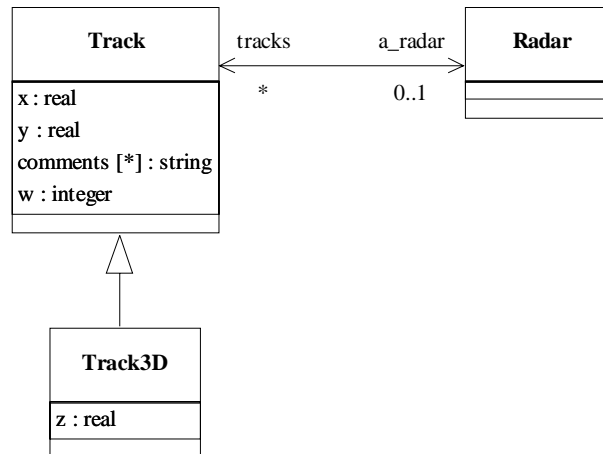 Track
tracks
a_radar
Radar
*
0..1
x : real
y : real
comments [*] : string
w : integer
Track3D
z : real